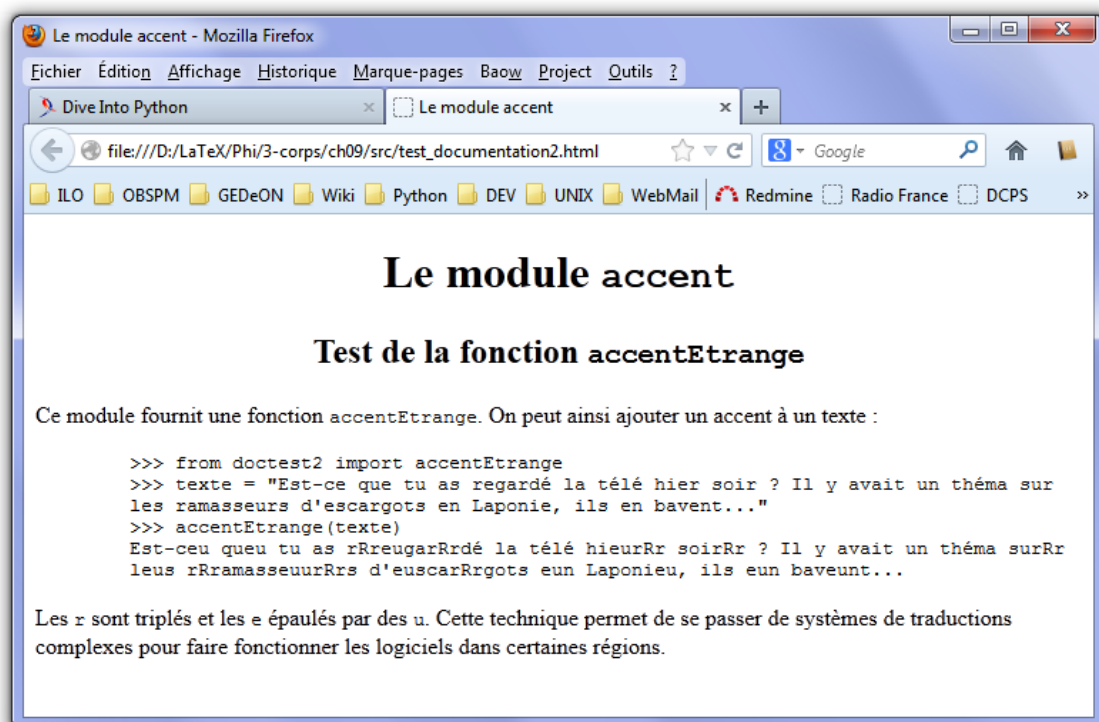 Le module accent - Mozilla Firefox
Fichier Édition Affichage Historique Marque-pages Baow Project Outils ?
Dive Into Python Le module accent
file:///D:/LaTeX/Phi/3-corps/ch09/src/test_documentation2.html Google
ILO OBSPM GEDeON Wiki Python DEV UNIX WebMail Redmine Radio France DCPS »
Le module accent
Test de la fonction accentEtrange
Ce module fournit une fonction accentEtrange. On peut ainsi ajouter un accent à un texte :
>>> from doctest2 import accentEtrange
>>> texte = "Est-ce que tu as regardé la télé hier soir ? Il y avait un théma sur
les ramasseurs d'escargots en Laponie, ils en bavent..."
>>> accentEtrange(texte)
Est-ceu queu tu as rRreugarRrdé la télé hieurRr soirRr ? Il y avait un théma surRr
leus rRramasseuurRrs d'euscarRrgots eun Laponieu, ils eun baveunt...
Les r sont triplés et les e épaulés par des u. Cette technique permet de se passer de systèmes de traductions
complexes pour faire fonctionner les logiciels dans certaines régions.